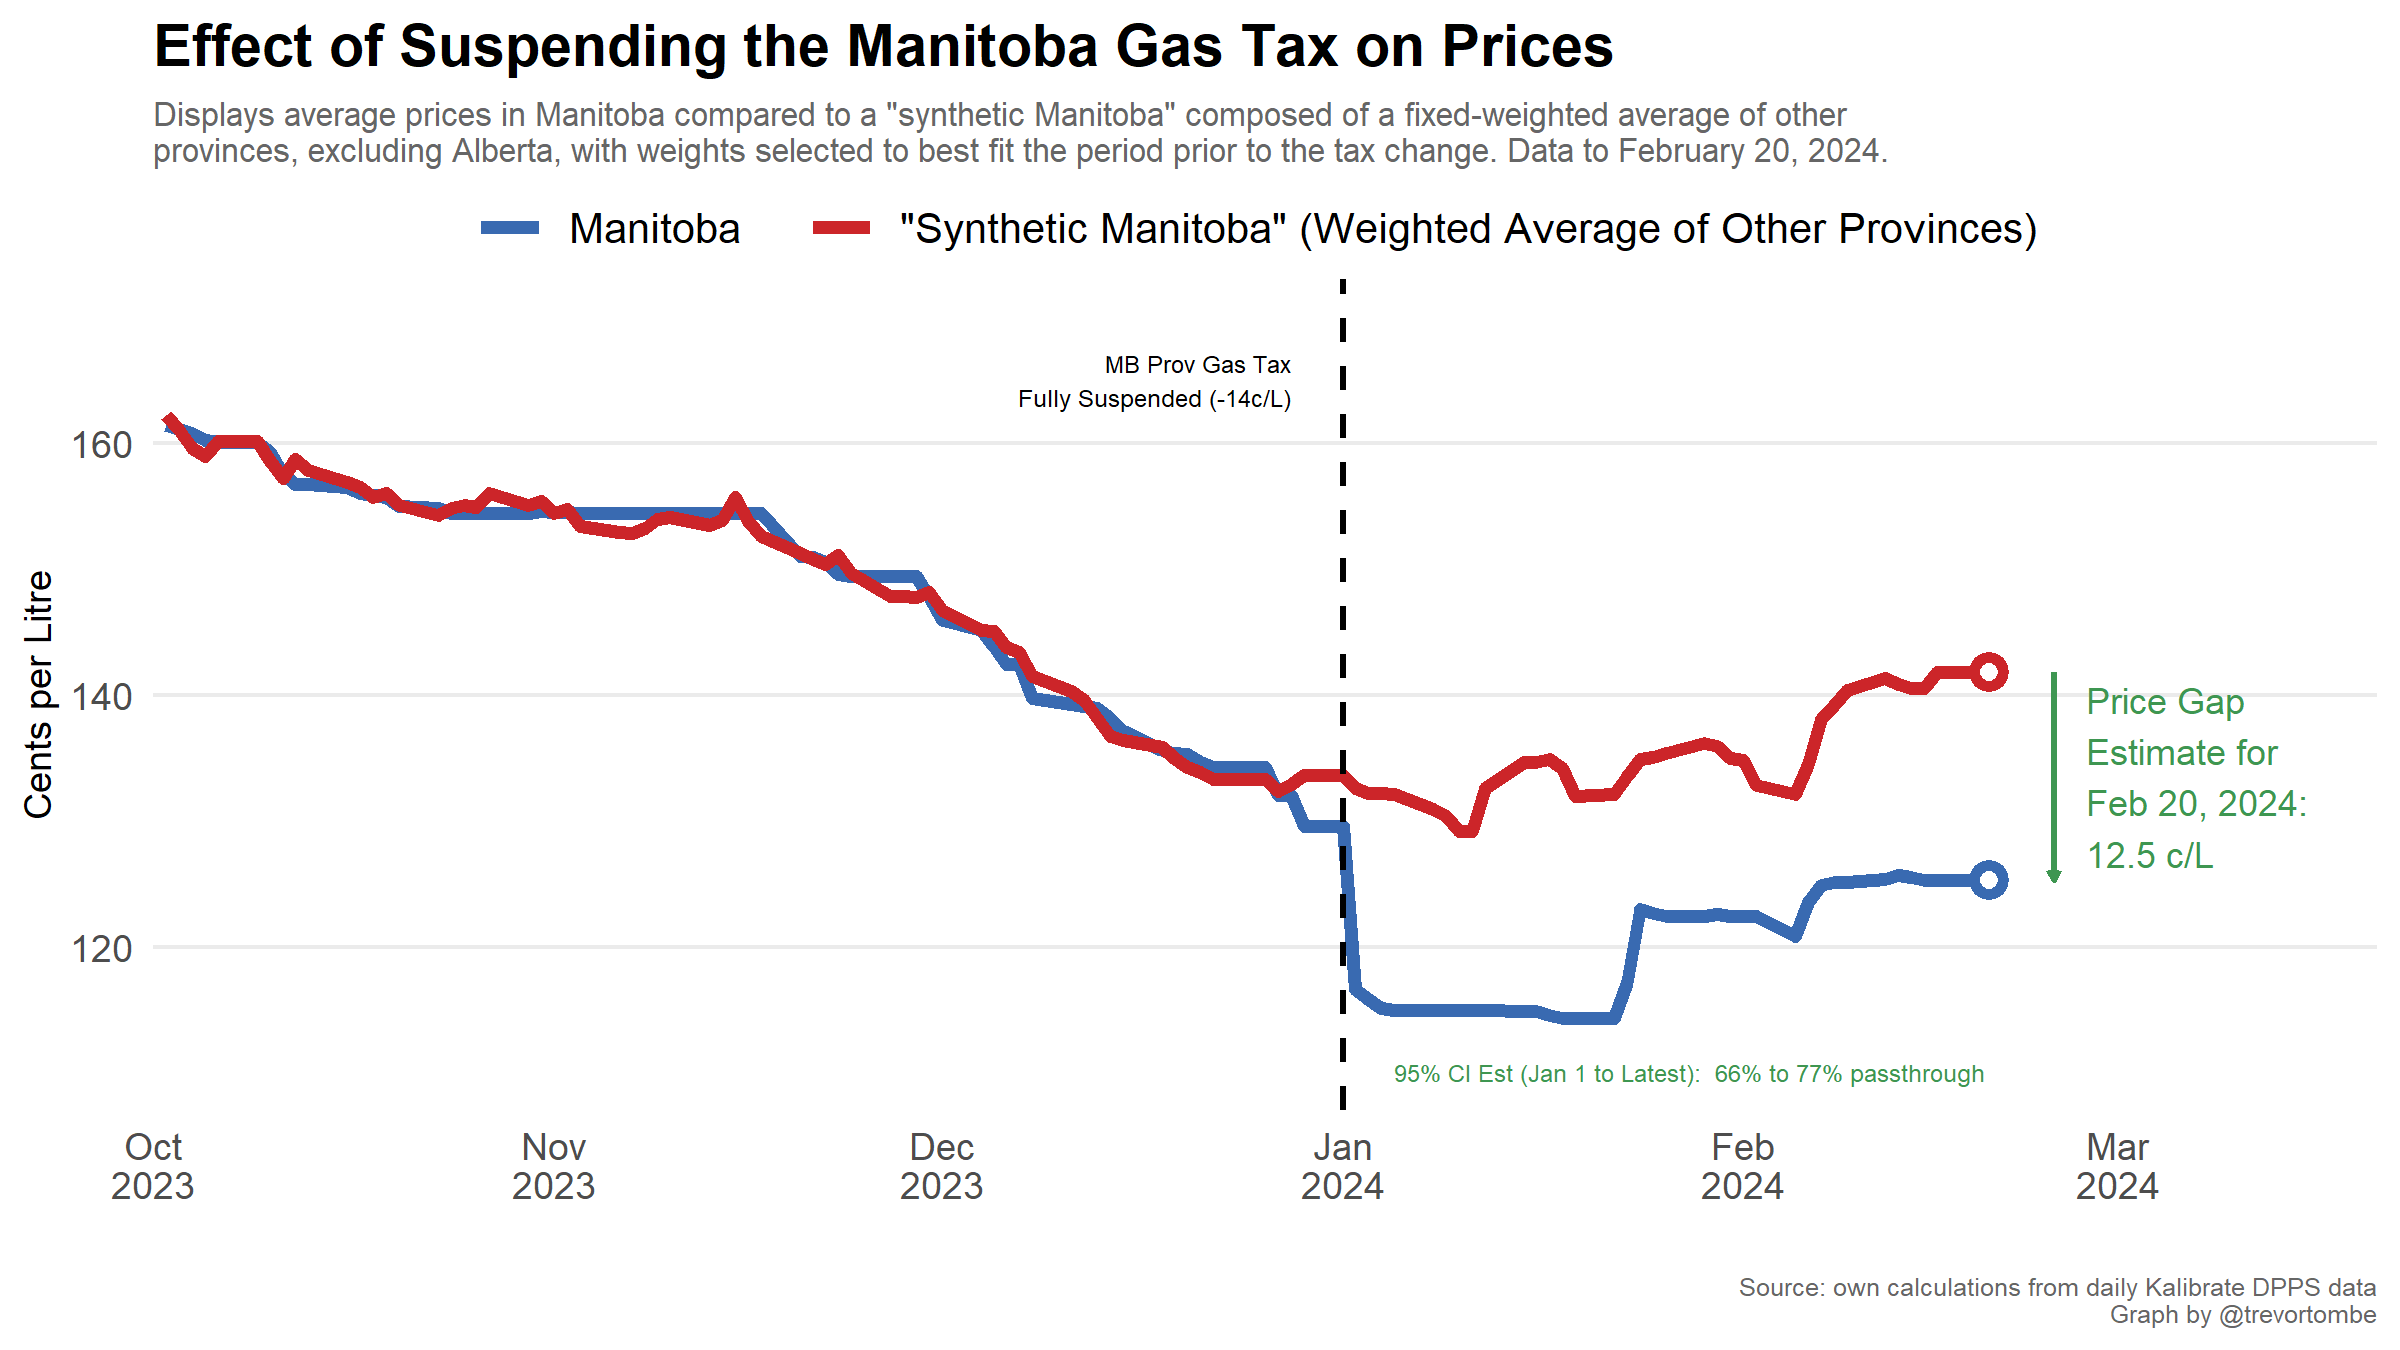 Effect of Suspending the Manitoba Gas Tax on Prices
Displays average prices in Manitoba compared to a "synthetic Manitoba" composed of a fixed-weighted average of other
provinces, excluding Alberta, with weights selected to best fit the period prior to the tax change. Data to February 20, 2024.
Manitoba
"Synthetic Manitoba" (Weighted Average of Other Provinces)
MB Prov Gas Tax
Fully Suspended (-14c/L)
Cents per Litre
160
140
120
Price Gap
Estimate for
Feb 20, 2024:
12.5 c/L
95% CI Est (Jan 1 to Latest):  66% to 77% passthrough
Oct
2023
Nov
2023
Dec
2023
Jan
2024
Feb
2024
Mar
2024
Source: own calculations from daily Kalibrate DPPS data
Graph by @trevortombe